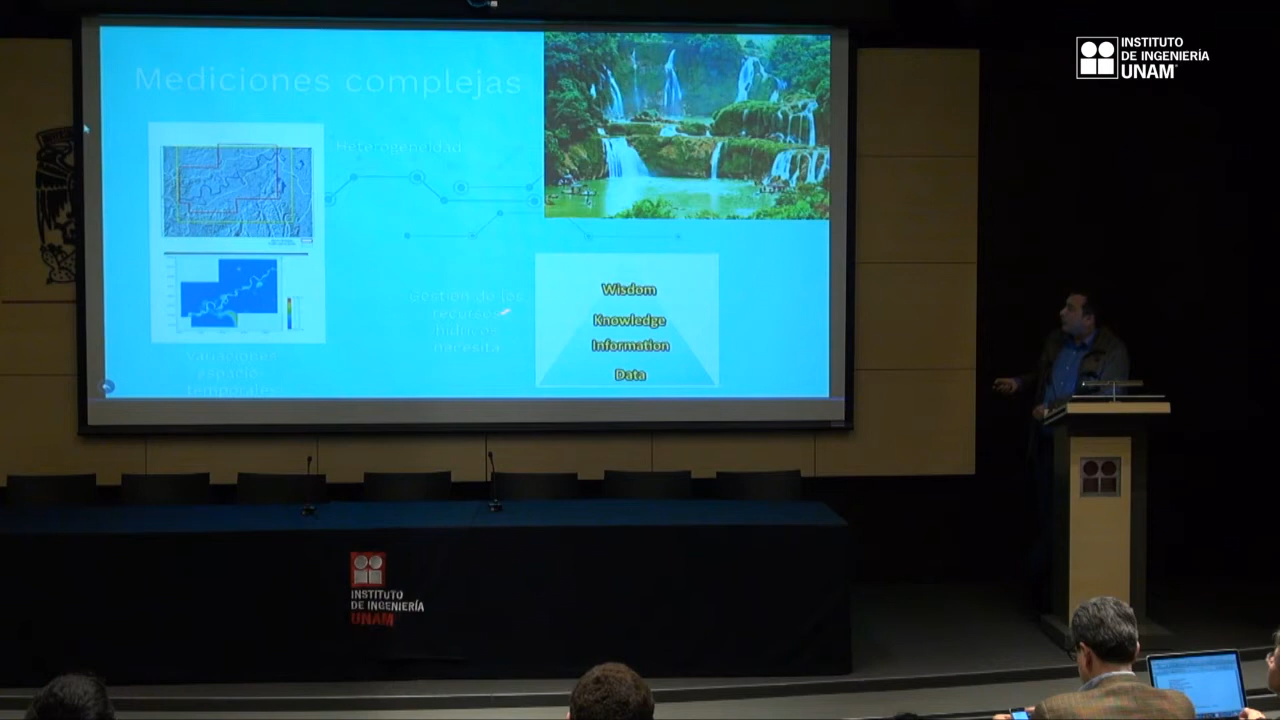 Mediciones complejas
Heterogeneidad
Gestión de los
recursos
hídricos
necesita
Variaciones
espacio-
temporales
Wisdom
Knowledge
Information
Data
INSTITUTO
DE INGENIERÍA
UNAM
INSTITUTO
DE INGENIERÍA
UNAM